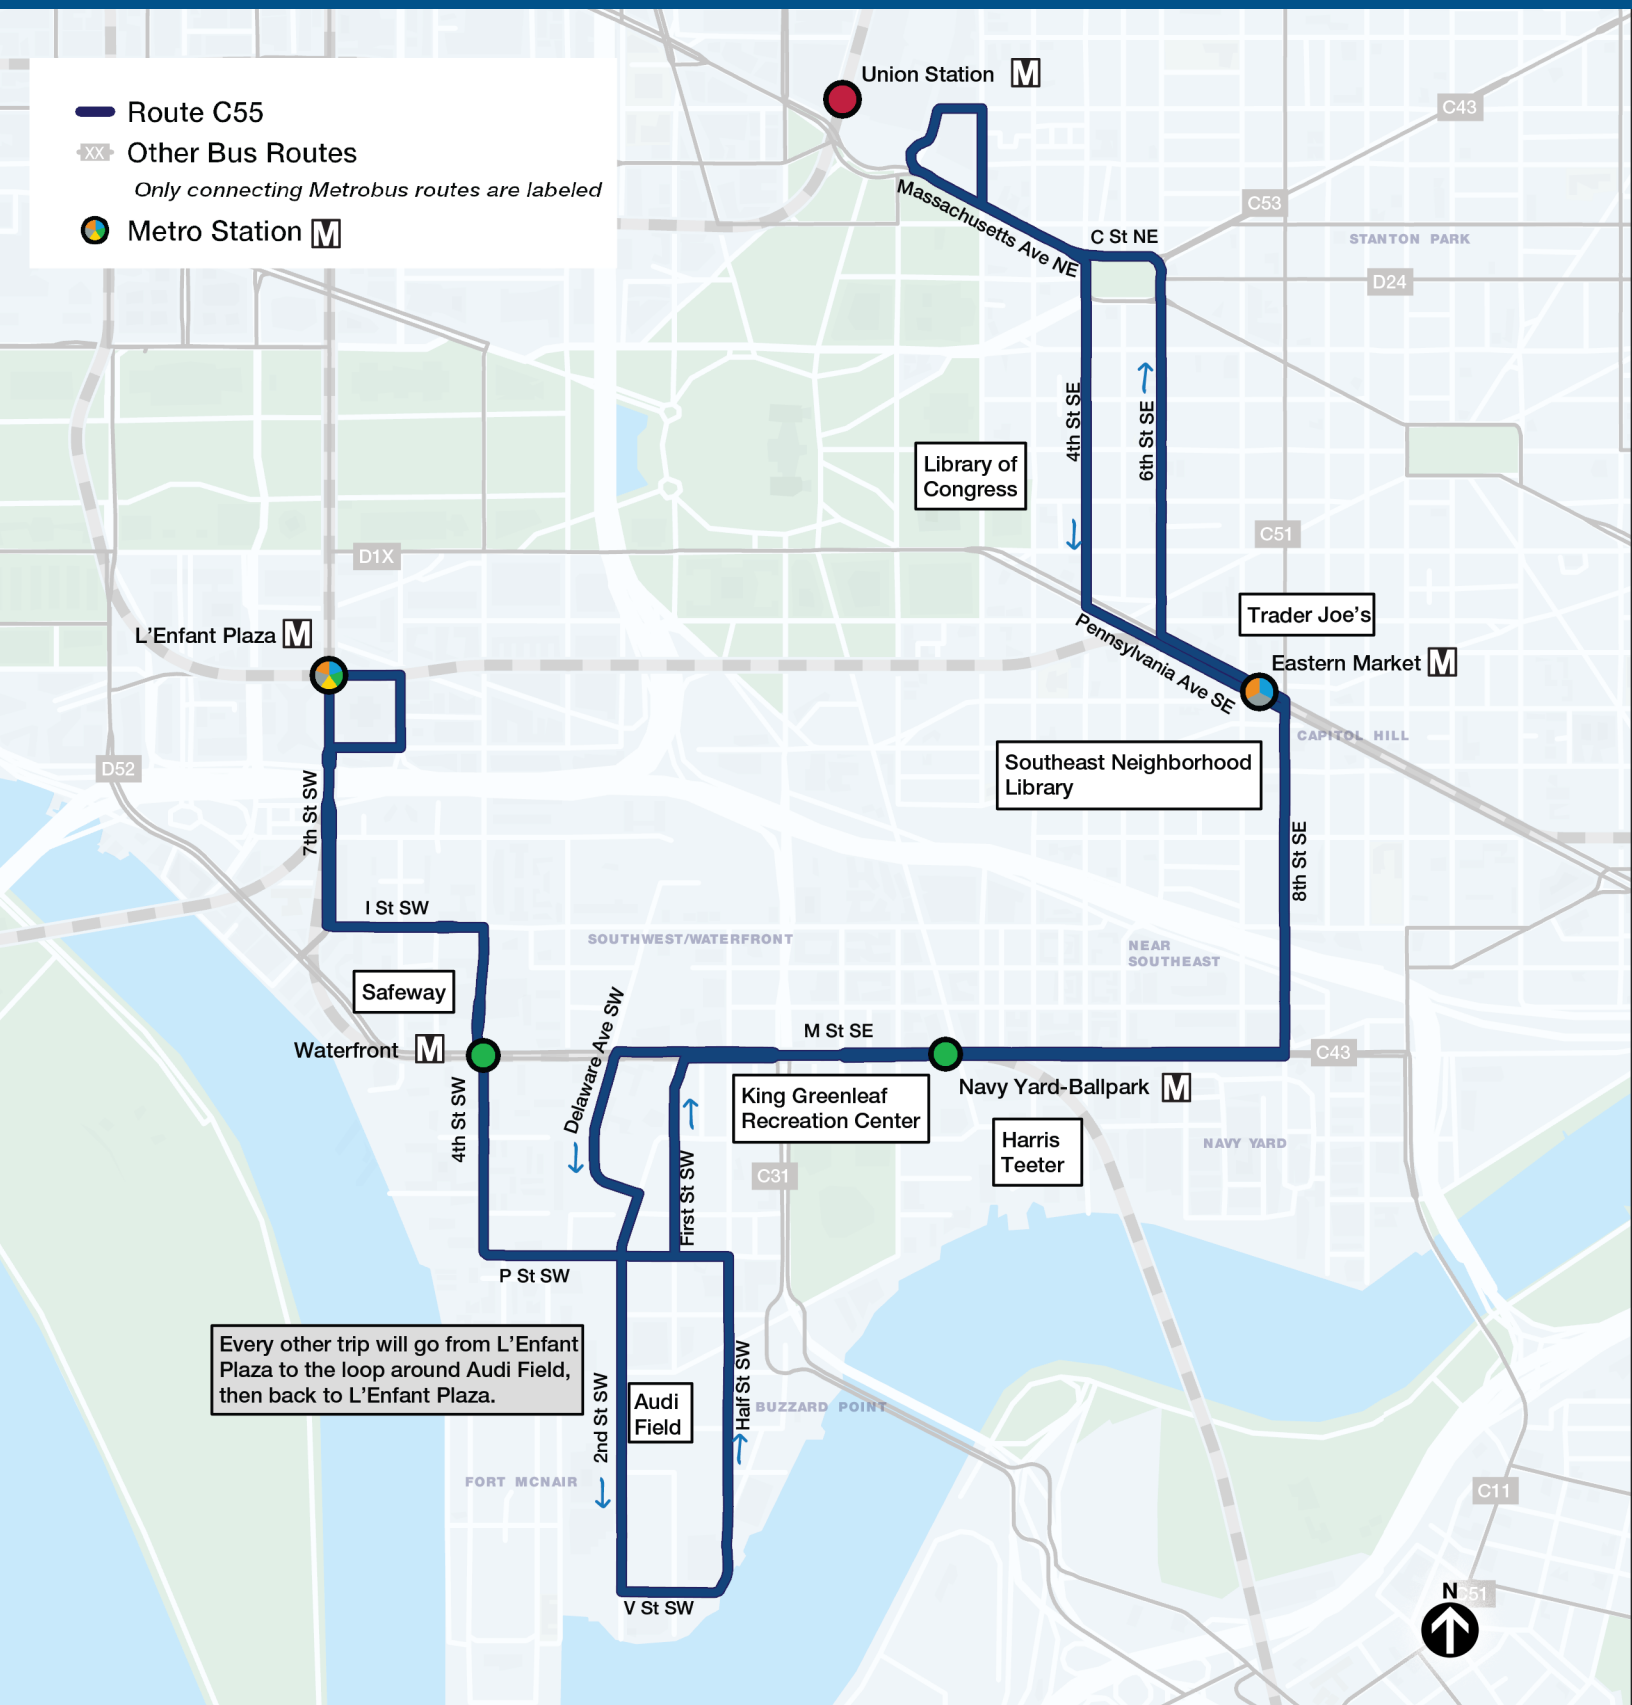 Union Station M
Route C55
XX Other Bus Routes
Only connecting Metrobus routes are labeled
Metro Station M
C43
C53
Massachusetts Ave NE
C St NE
STANTON PARK
D24
4th St SE
6th St SE
Library of
Congress
C51
D1X
Trader Joe's
L'Enfant Plaza M
Pennsylvania Ave SE
Eastern Market M
CAPITOL HILL
D52
Southeast Neighborhood
Library
7th St SW
8th St SE
I St SW
SOUTHWEST/WATERFRONT
NEAR
SOUTHEAST
Safeway
Delaware Ave SW
M St SE
Waterfront M
C43
4th St SW
King Greenleaf
Recreation Center
Navy Yard-Ballpark M
Harris
Teeter
NAVY YARD
First St SW
C31
P St SW
Every other trip will go from L'Enfant
Plaza to the loop around Audi Field,
then back to L'Enfant Plaza.
2nd St SW
Audi
Field
Half St SW
BUZZARD POINT
FORT MCNAIR
C11
V St SW
N
C51